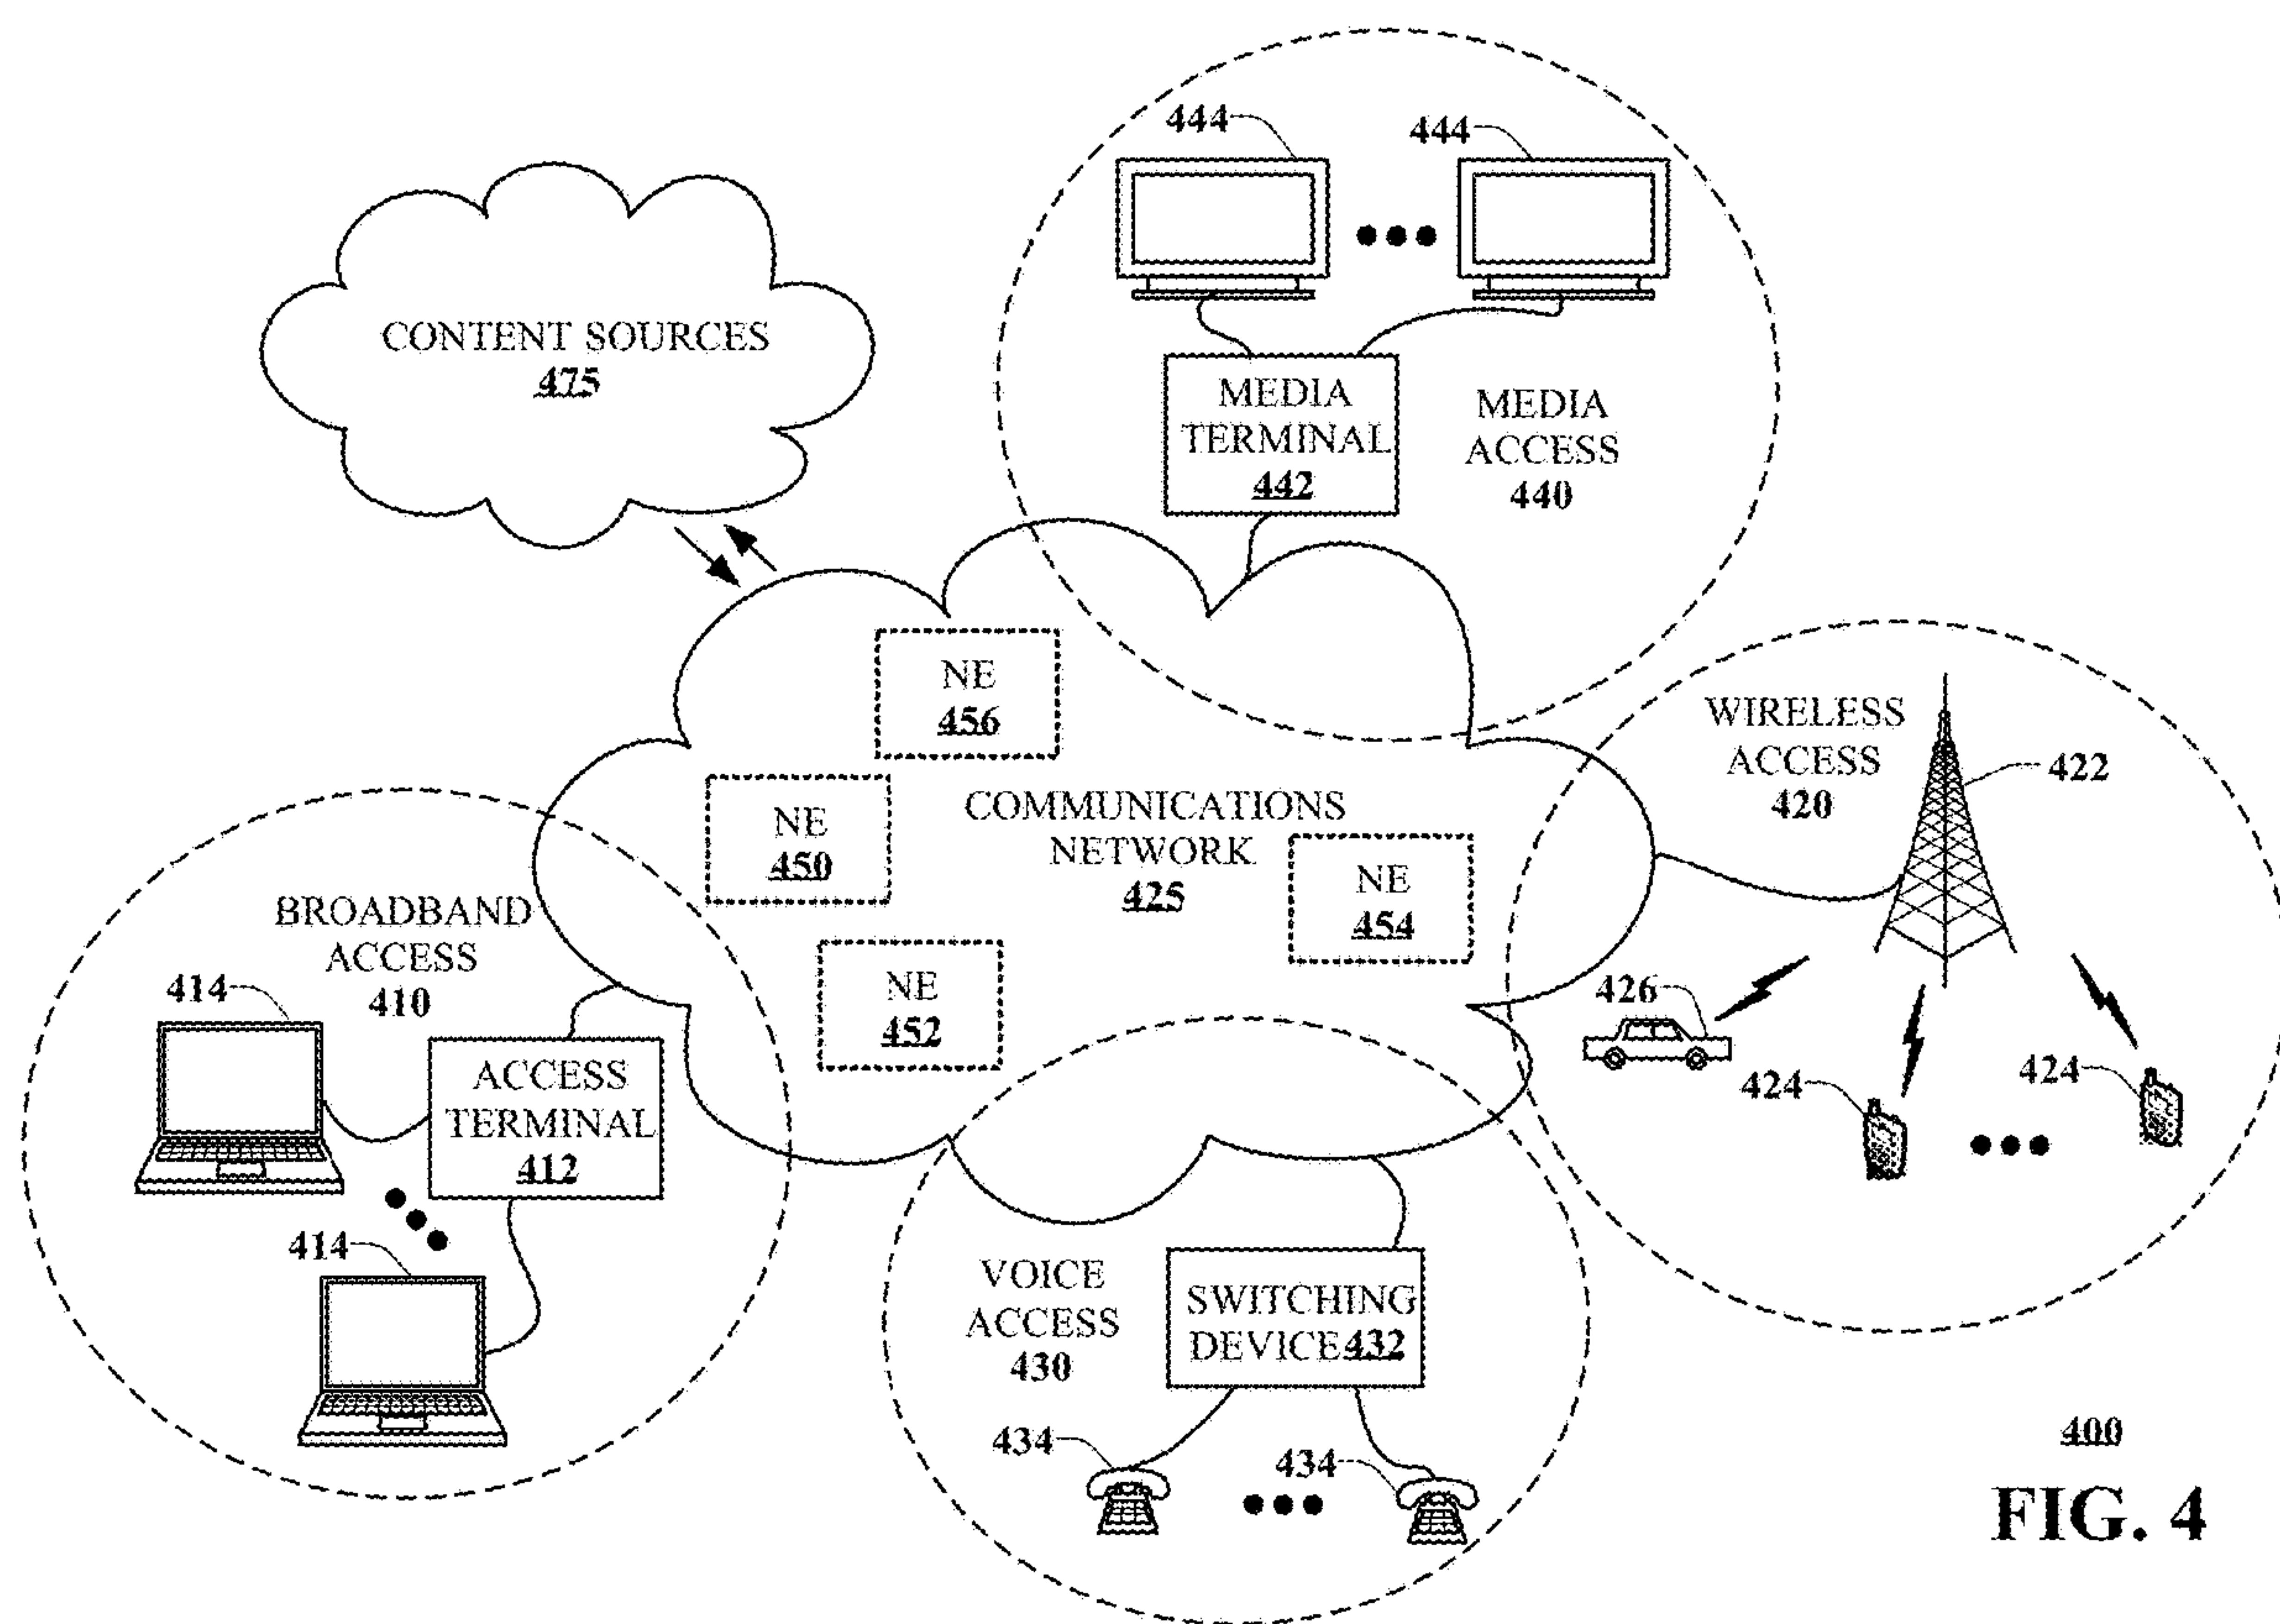 444
444
CONTENT SOURCES
475
MEDIA
TERMINAL
442
MEDIA
ACCESS
440
NE
456
WIRELESS
ACCESS
420
422
NE
450
COMMUNICATIONS
NETWORK
425
NE
454
BROADBAND
ACCESS
410
414
NE
452
426
424
424
ACCESS
TERMINAL
412
414
VOICE
ACCESS
430
SWITCHING
DEVICE 432
434
434
400
FIG. 4